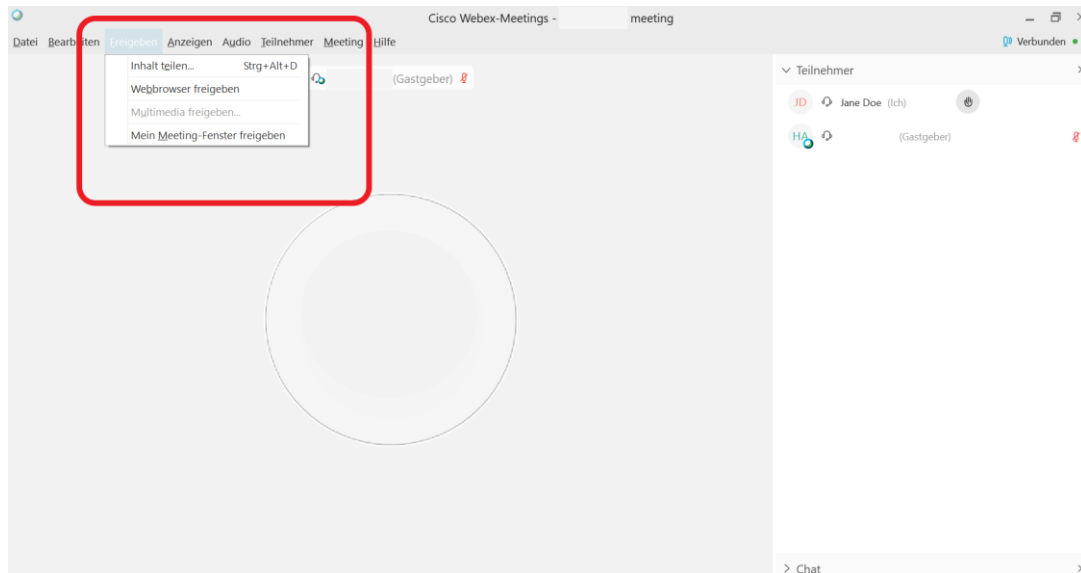 Cisco Webex-Meetings - meeting
Datei Bearbeiten Freigeben Anzeigen Audio Teilnehmer Meeting Hilfe
Verbunden
Inhalt teilen... Strg+Alt+D
Webbrowser freigeben
Multimedia freigeben...
Mein Meeting-Fenster freigeben
(Gastgeber)
Teilnehmer
JD Jane Doe (Ich)
HA (Gastgeber)
Chat